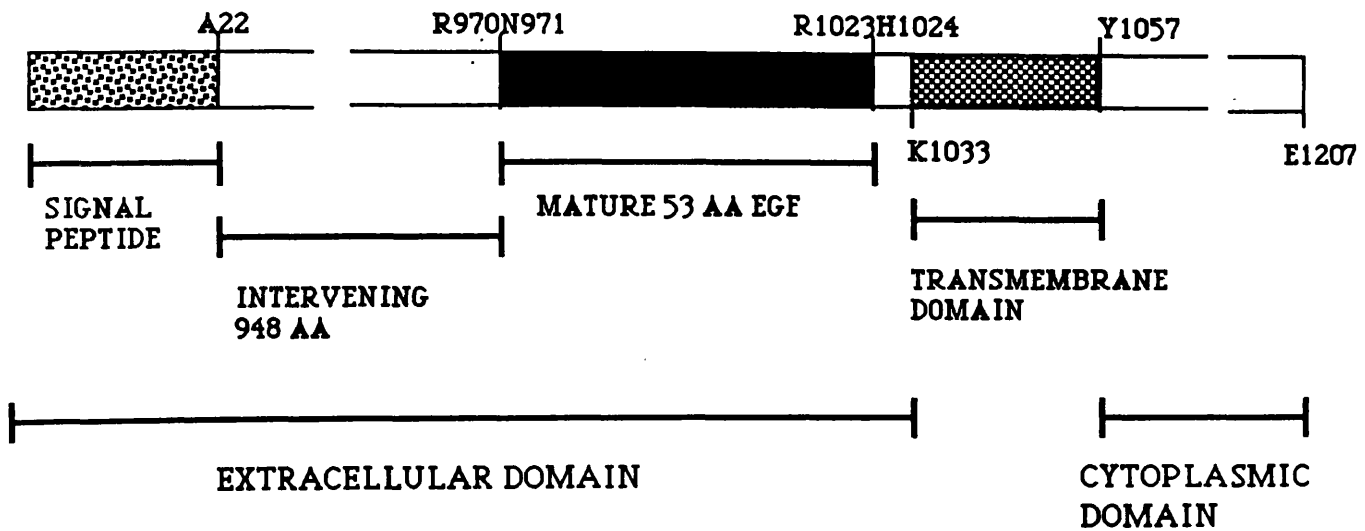 A22 R970N971 R1023H1024 Y1057
K1033 E1207
SIGNAL
PEPTIDE
MATURE 53 AA EGF
INTERVENING
948 AA
TRANSMEMBRANE
DOMAIN
EXTRACELLULAR DOMAIN
CYTOPLASMIC
DOMAIN